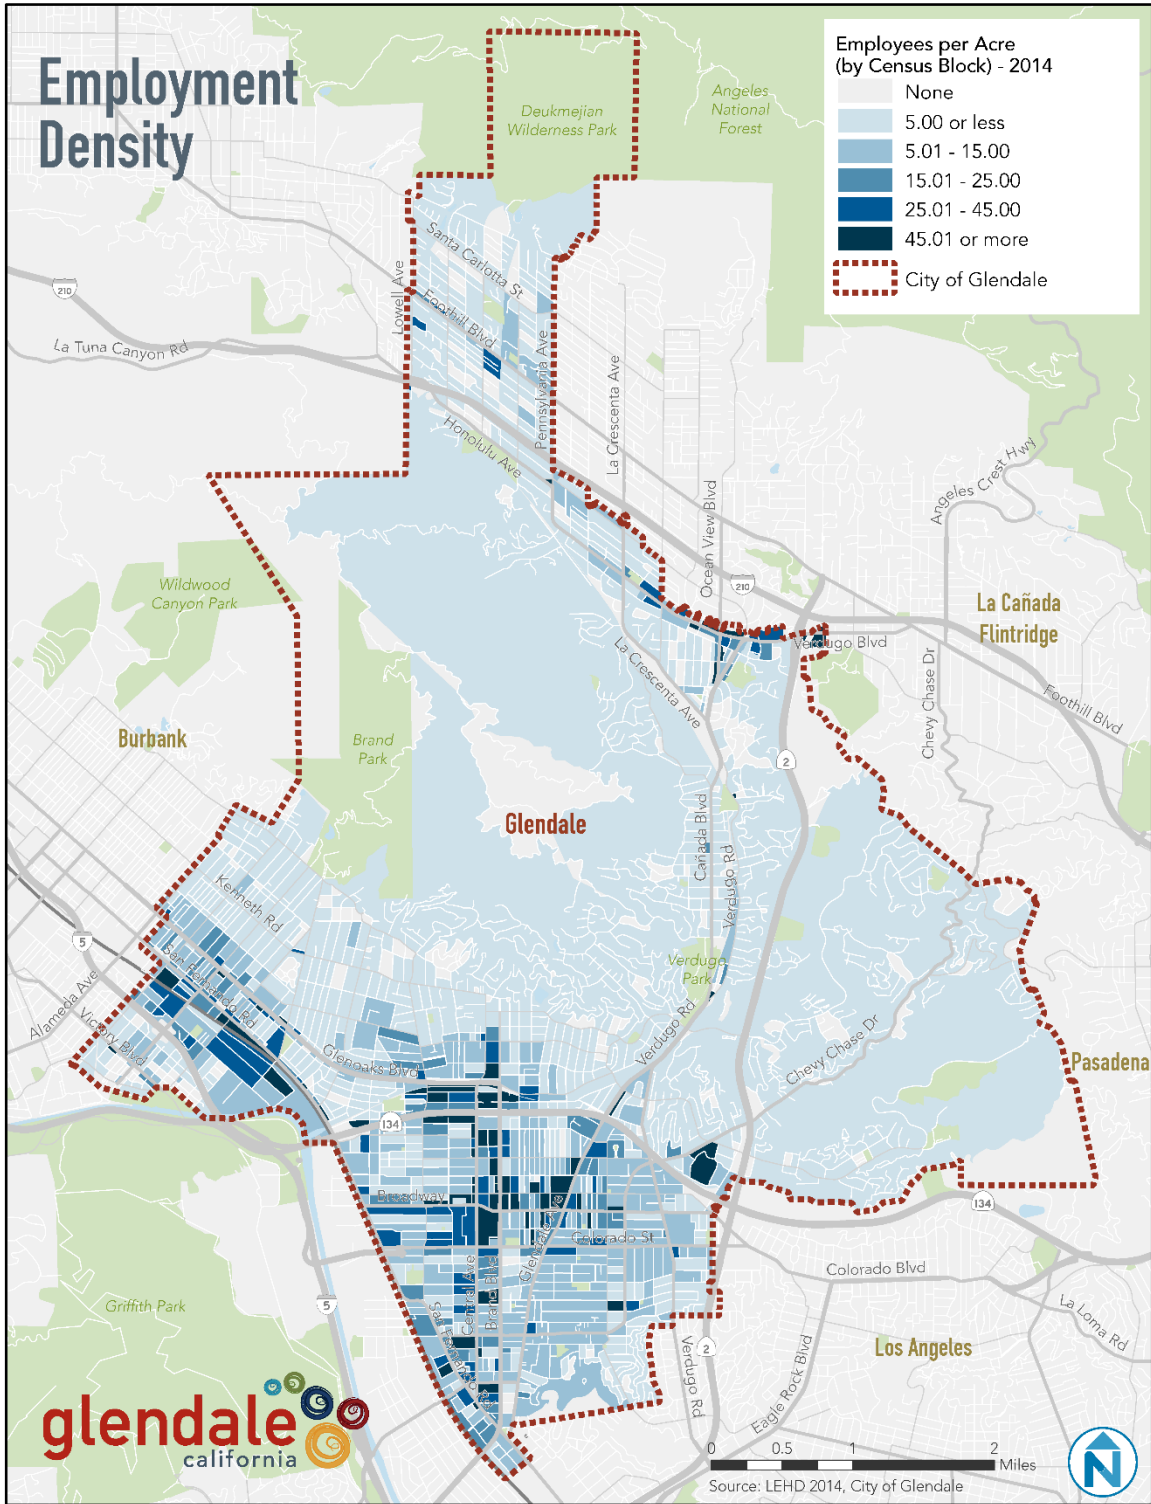 Employment
Density
Employees per Acre
(by Census Block) - 2014
None
5.00 or less
5.01 - 15.00
15.01 - 25.00
25.01 - 45.00
45.01 or more
City of Glendale
Deukmejian
Wilderness Park
Angeles
National
Forest
Santa Carlotta St
210
Lowell Ave
Foothill Blvd
La Tuna Canyon Rd
Pennsylvania Ave
La Crescenta Ave
Honolulu Ave
Angeles Crest Hwy
Ocean View Blvd
210
Wildwood
Canyon Park
La Cañada
Flintridge
Verdugo Blvd
La Crescenta Ave
Chevy Chase Dr
Foothill Blvd
Burbank
Brand
Park
2
Glendale
Cañada Blvd
Verdugo Rd
Kenneth Rd
5
San Fernando Rd
Verdugo
Park
Alameda Ave
Victory Blvd
Verdugo Rd
Chevy Chase Dr
Glenoaks Blvd
Pasadena
134
Broadway
134
Glendale Ave
Colorado St
Central Ave
Brand Blvd
Colorado Blvd
Griffith Park
5
San Fernando Rd
La Loma Rd
2
Verdugo Rd
Eagle Rock Blvd
Los Angeles
glendale
california
0 0.5 1 2
Miles
Source: LEHD 2014, City of Glendale
N